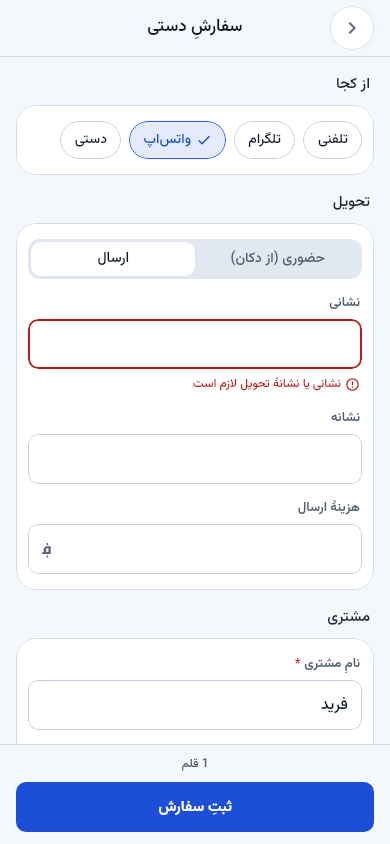 سفارشِ دستی
از کجا
تلفنی
تلگرام
واتس‌اپ
دستی
تحویل
حضوری (از دکان)
ارسال
نشانی
نشانی یا نشانهٔ تحویل لازم است
نشانه
هزینهٔ ارسال
؋
مشتری
نامِ مشتری *
فرید
1 قلم
ثبتِ سفارش